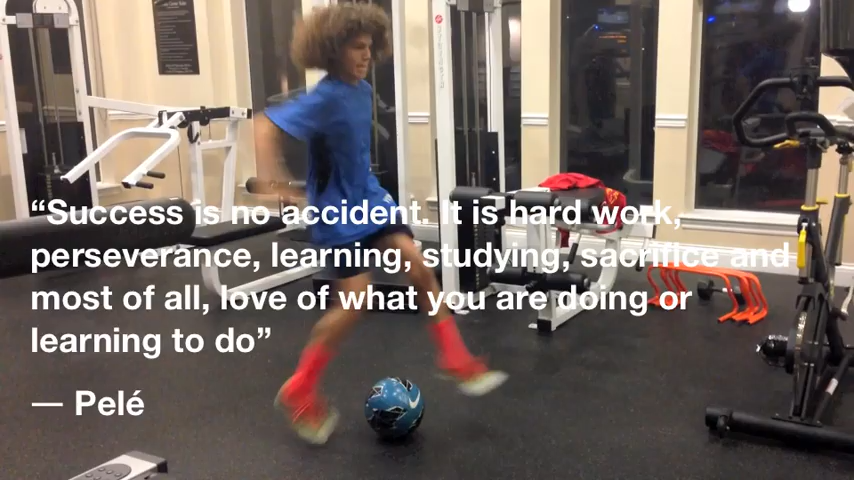 “Success is no accident. It is hard work,
perseverance, learning, studying, sacrifice and
most of all, love of what you are doing or
learning to do”
— Pelé